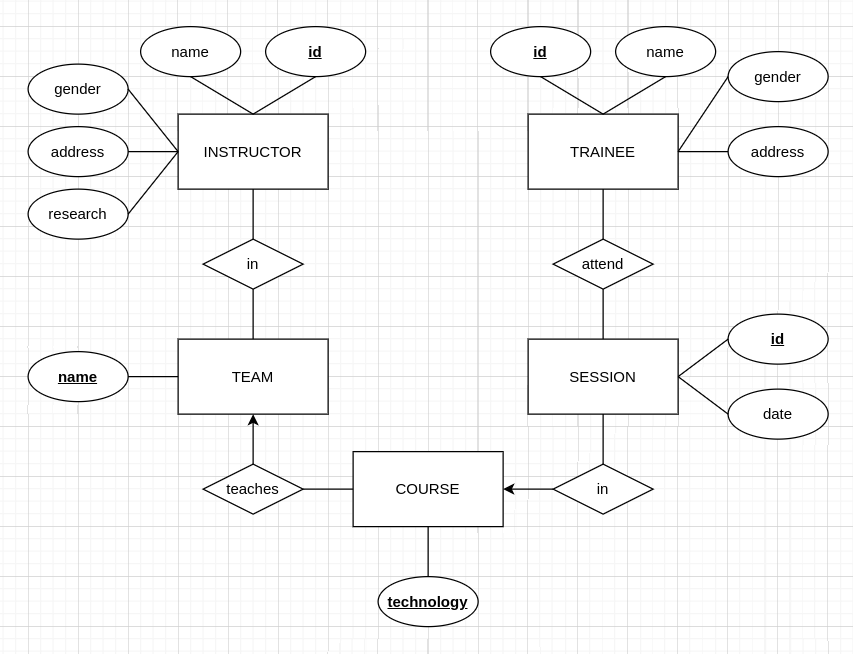 name
id
id
name
gender
gender
INSTRUCTOR
TRAINEE
address
address
research
in
attend
id
name
TEAM
SESSION
date
teaches
COURSE
in
technology